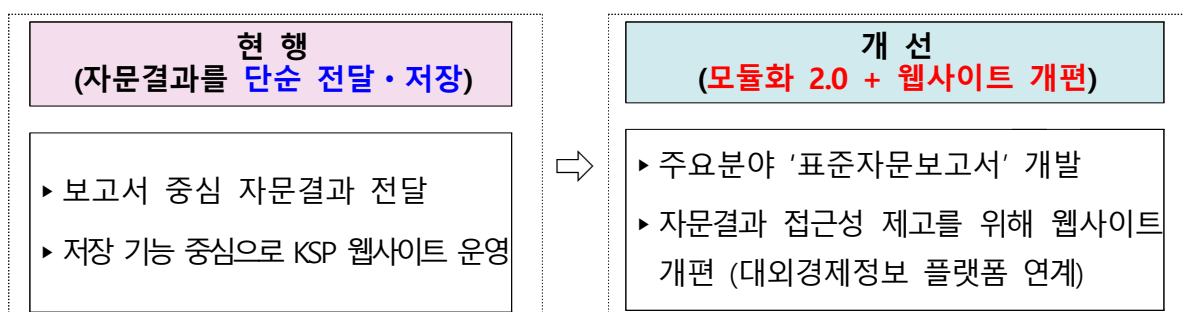 현 행
(자문결과를 단순 전달・저장)
▸ 보고서 중심 자문결과 전달
▸ 저장 기능 중심으로 KSP 웹사이트 운영
⇨
개 선
(모듈화 2.0 + 웹사이트 개편)
▸ 주요분야 ‘표준자문보고서’ 개발
▸ 자문결과 접근성 제고를 위해 웹사이트
개편 (대외경제정보 플랫폼 연계)